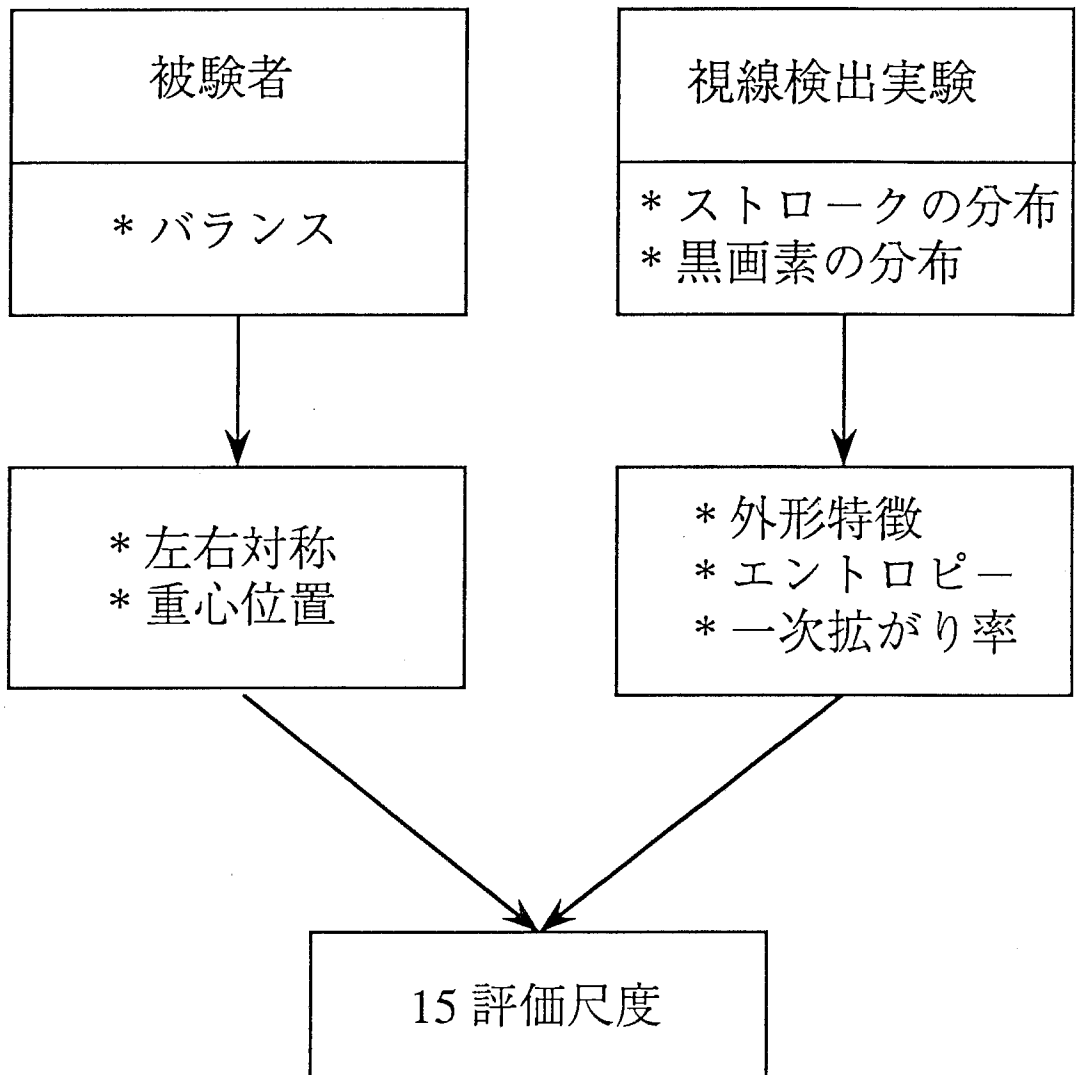 被験者
* バランス
視線検出実験
* ストロークの分布
* 黒画素の分布
* 左右対称
* 重心位置
* 外形特徴
* エントロピー
* 一次拡がり率
15 評価尺度